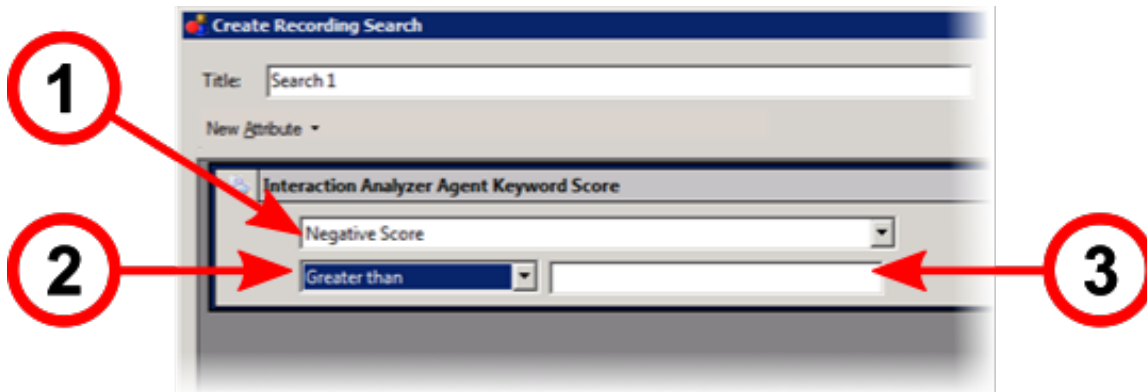 Create Recording Search
1
Title: Search 1
New Attribute
Interaction Analyzer Agent Keyword Score
Negative Score
2
Greater than
3